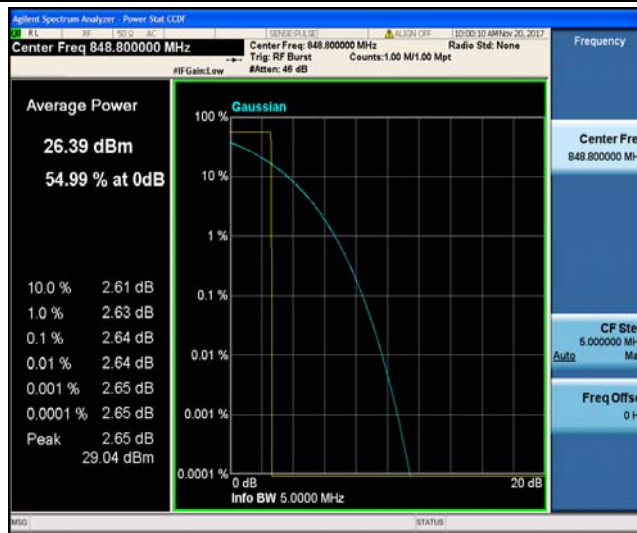 Agilent Spectrum Analyzer - Power Stat CCDF
RL RF 50 Ω AC SENSE:PULSE ALIGN OFF 10:00:10 AM Nov 20, 2017
Center Freq 848.800000 MHz
Center Freq: 848.800000 MHz Radio Std: None
Trig: RF Burst Counts:1.00 M/1.00 Mpt
#IFGain:Low #Atten: 46 dB
Frequency
Average Power
26.39 dBm
54.99 % at 0dB
10.0 % 2.61 dB
1.0 % 2.63 dB
0.1 % 2.64 dB
0.01 % 2.64 dB
0.001 % 2.65 dB
0.0001 % 2.65 dB
Peak 2.65 dB
29.04 dBm
Gaussian
100 %
10 %
1 %
0.1 %
0.01 %
0.001 %
0.0001 %
0 dB 20 dB
Info BW 5.0000 MHz
Center Fre
848.800000 MH
CF Ste
5.000000 MH
Auto Ma
Freq Offse
0 H
MSG STATUS